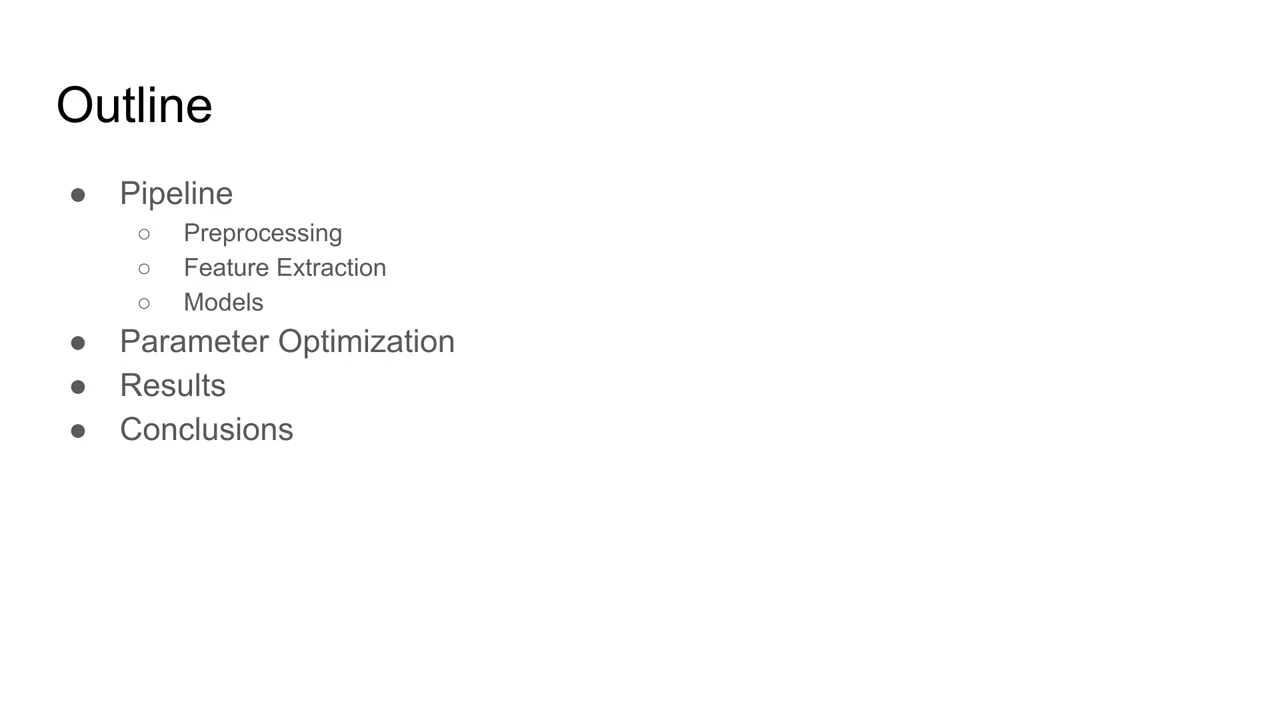 Outline
● Pipeline
○ Preprocessing
○ Feature Extraction
○ Models
● Parameter Optimization
● Results
● Conclusions